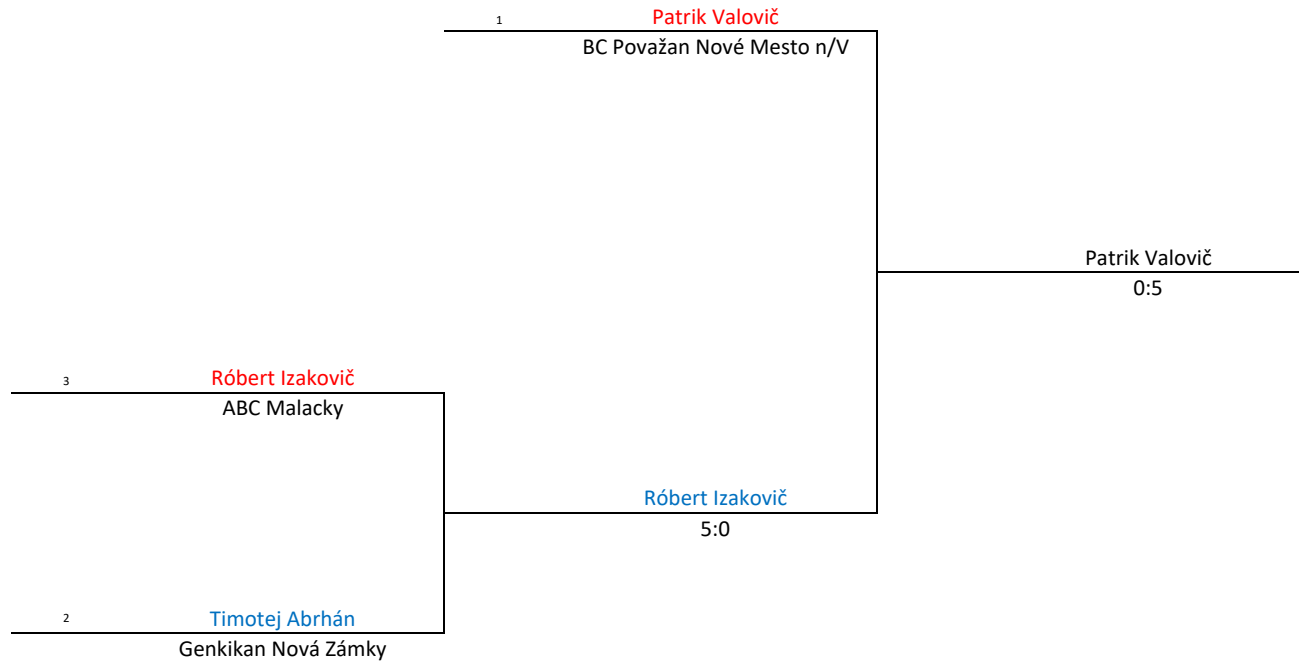 1 Patrik Valovič
BC Považan Nové Mesto n/V
Patrik Valovič
0:5
3 Róbert Izakovič
ABC Malacky
Róbert Izakovič
5:0
2 Timotej Abrhán
Genkikan Nová Zámky